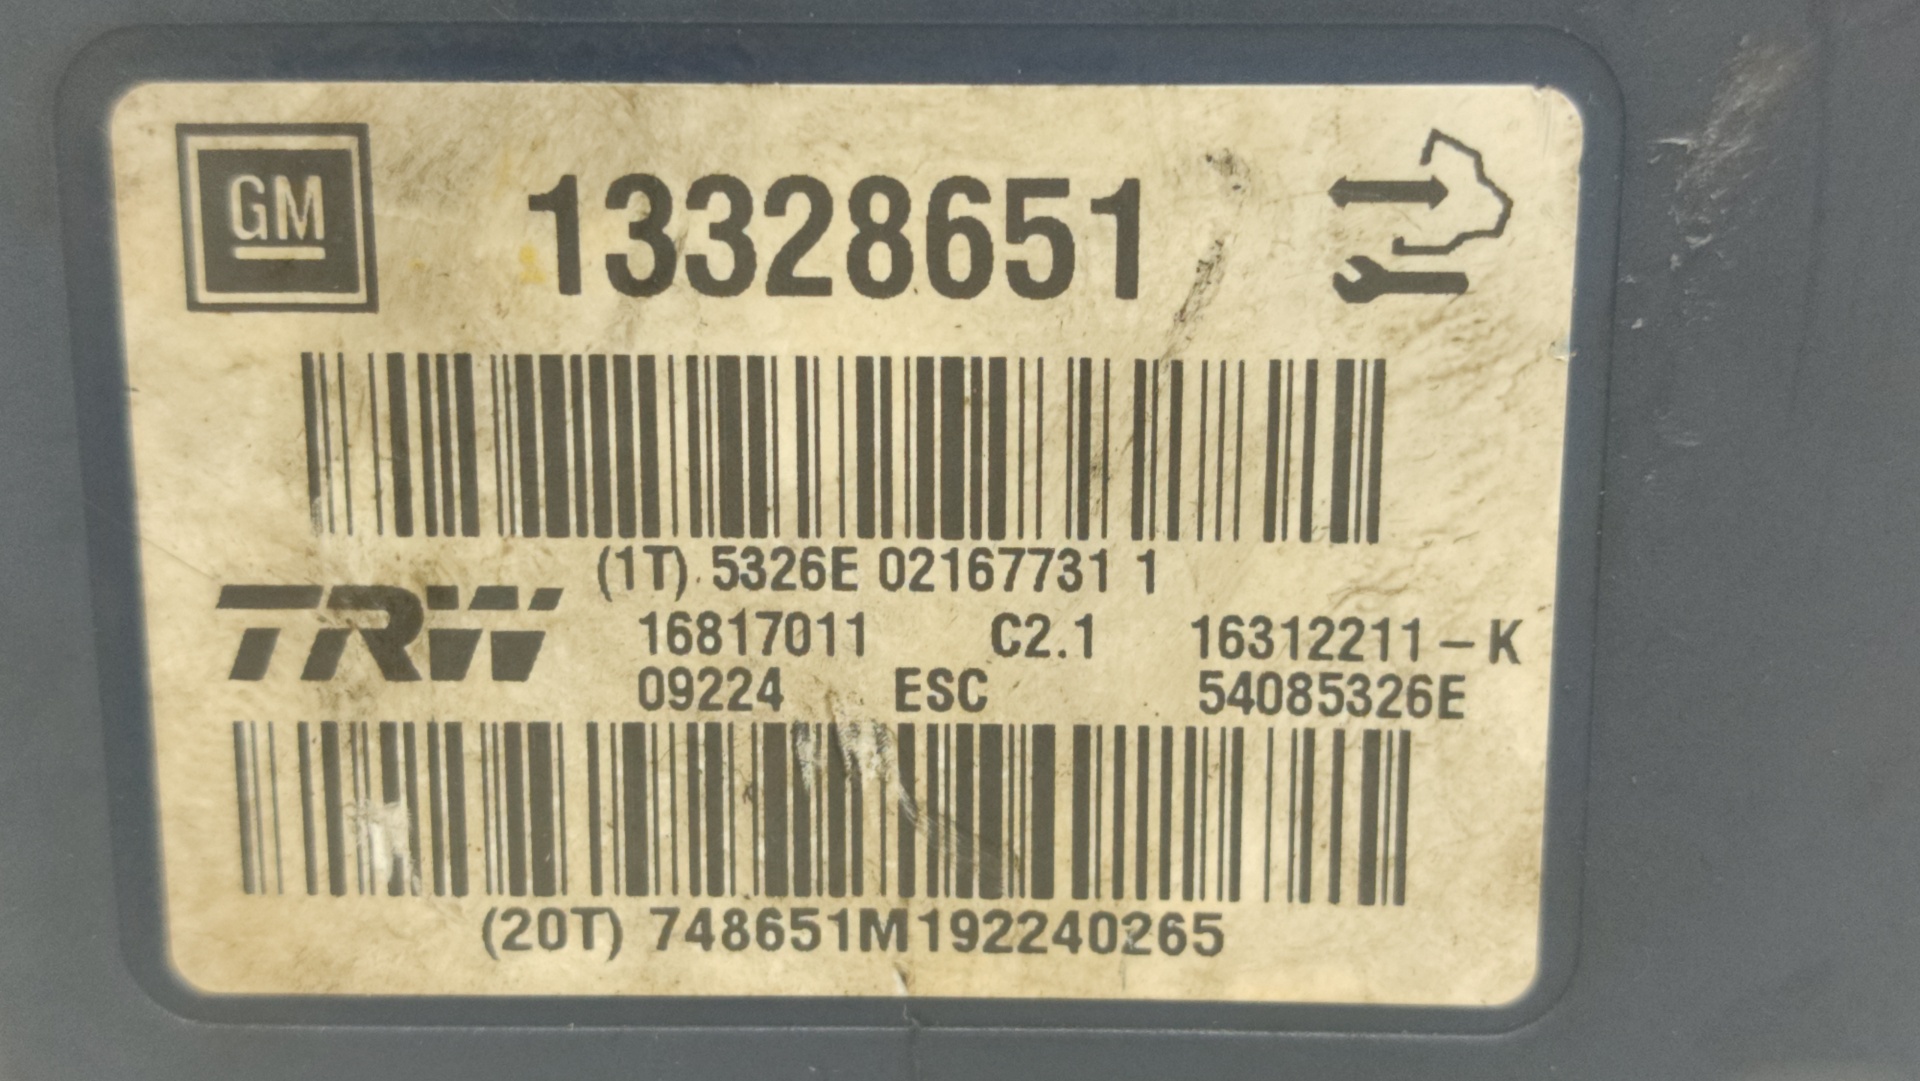 GM
13328651
(1T) 5326E 02167731 1
TRW
16817011 C2.1 16312211-K
09224 ESC 54085326E
(20T) 748651M192240265